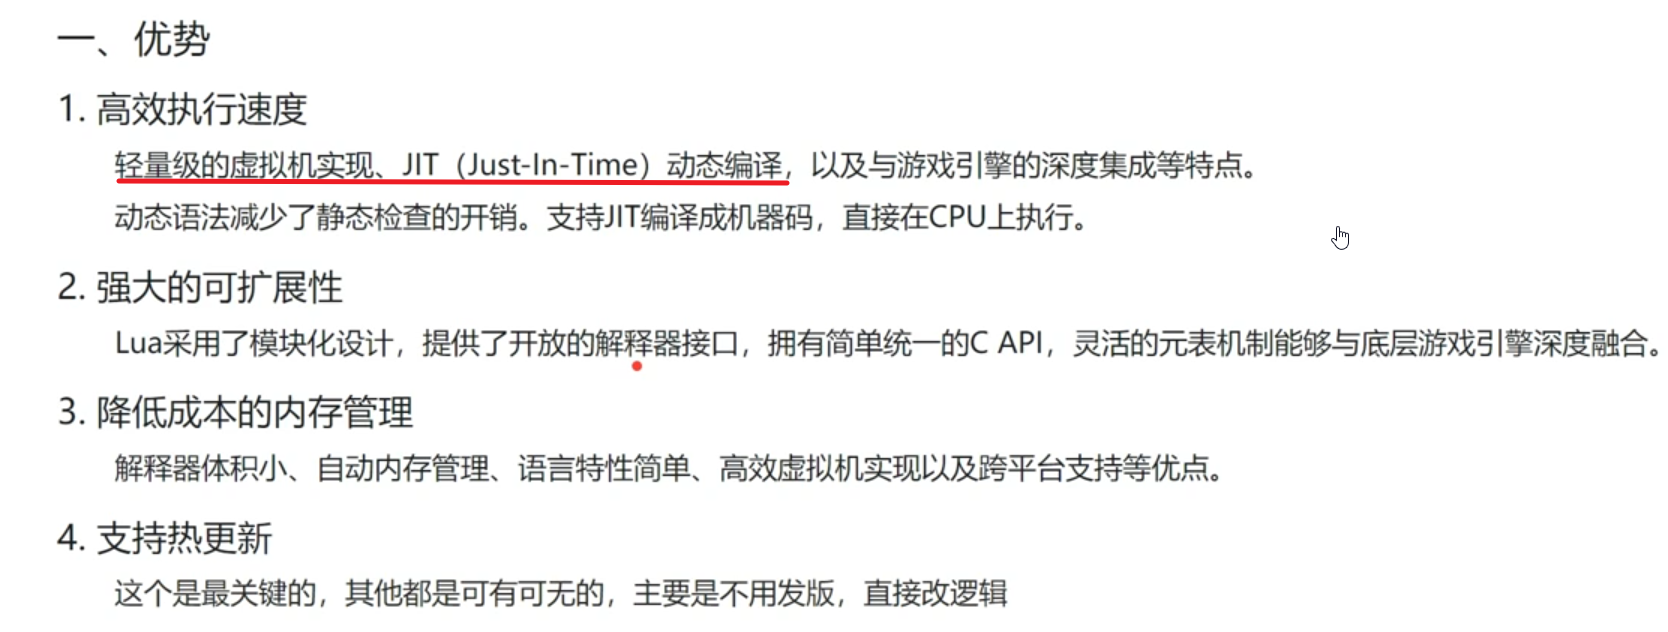 一、优势
1. 高效执行速度
轻量级的虚拟机实现、JIT（Just-In-Time）动态编译，以及与游戏引擎的深度集成等特点。
动态语法减少了静态检查的开销。支持JIT编译成机器码，直接在CPU上执行。
2. 强大的可扩展性
Lua采用了模块化设计，提供了开放的解释器接口，拥有简单统一的C API，灵活的元表机制能够与底层游戏引擎深度融合。
3. 降低成本的内存管理
解释器体积小、自动内存管理、语言特性简单、高效虚拟机实现以及跨平台支持等优点。
4. 支持热更新
这个是最关键的，其他都是可有可无的，主要是不用发版，直接改逻辑